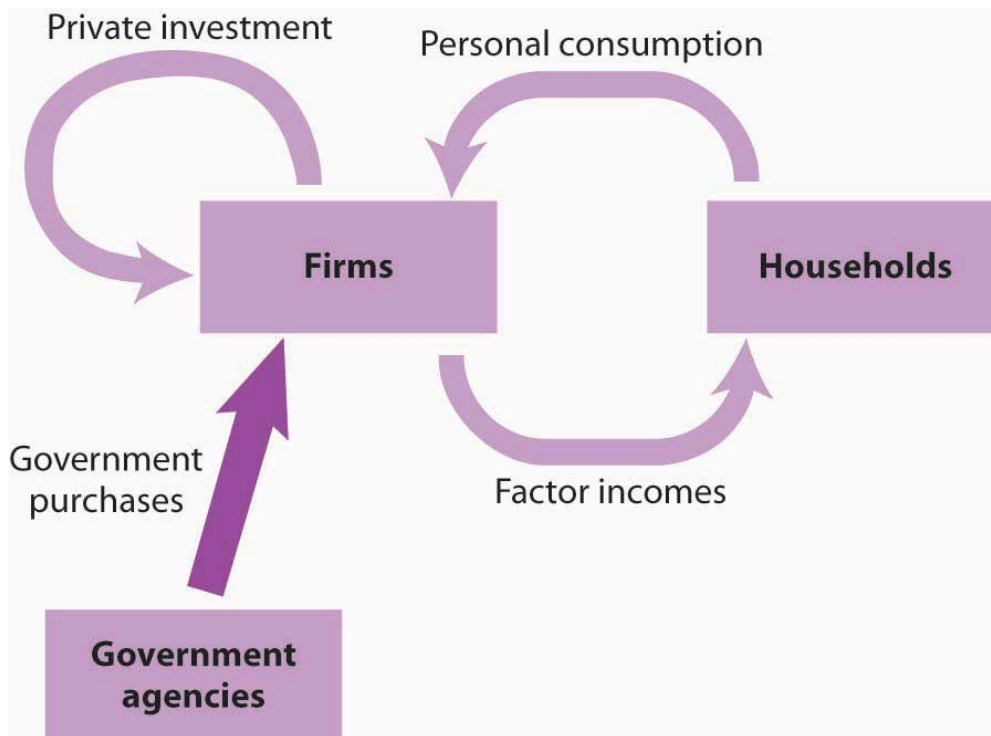 Private investment
Personal consumption
Firms
Households
Government
purchases
Factor incomes
Government
agencies